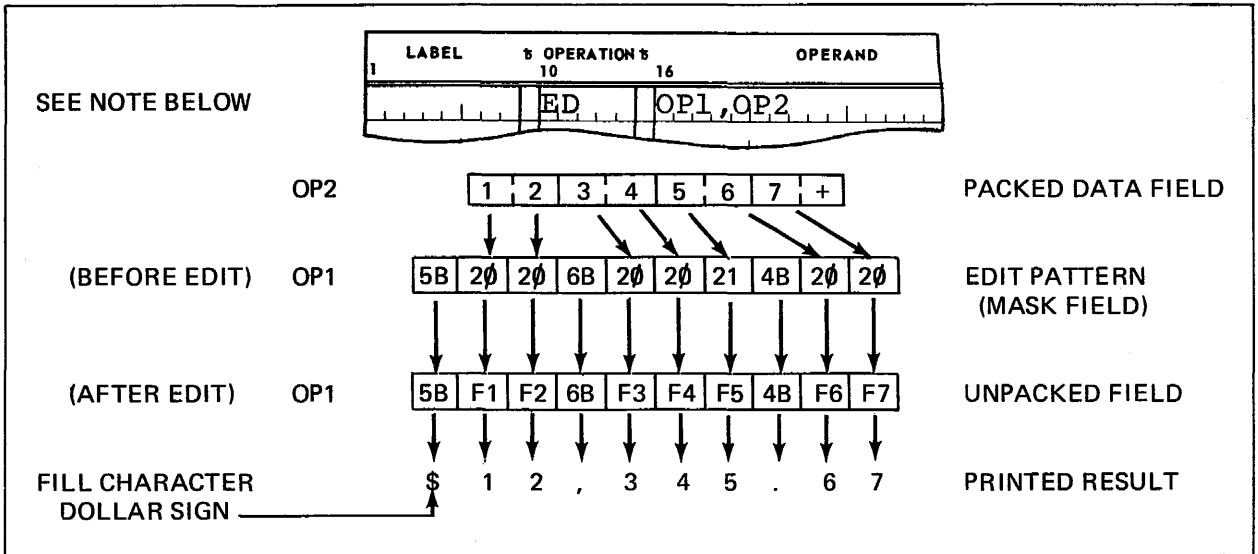 LABEL ␢ OPERATION ␢ OPERAND
1 10 16
SEE NOTE BELOW ED OP1,OP2
OP2 1 2 3 4 5 6 7 + PACKED DATA FIELD
(BEFORE EDIT) OP1 5B 2Ø 2Ø 6B 2Ø 2Ø 21 4B 2Ø 2Ø EDIT PATTERN
(MASK FIELD)
(AFTER EDIT) OP1 5B F1 F2 6B F3 F4 F5 4B F6 F7 UNPACKED FIELD
FILL CHARACTER $ 1 2 , 3 4 5 . 6 7 PRINTED RESULT
DOLLAR SIGN